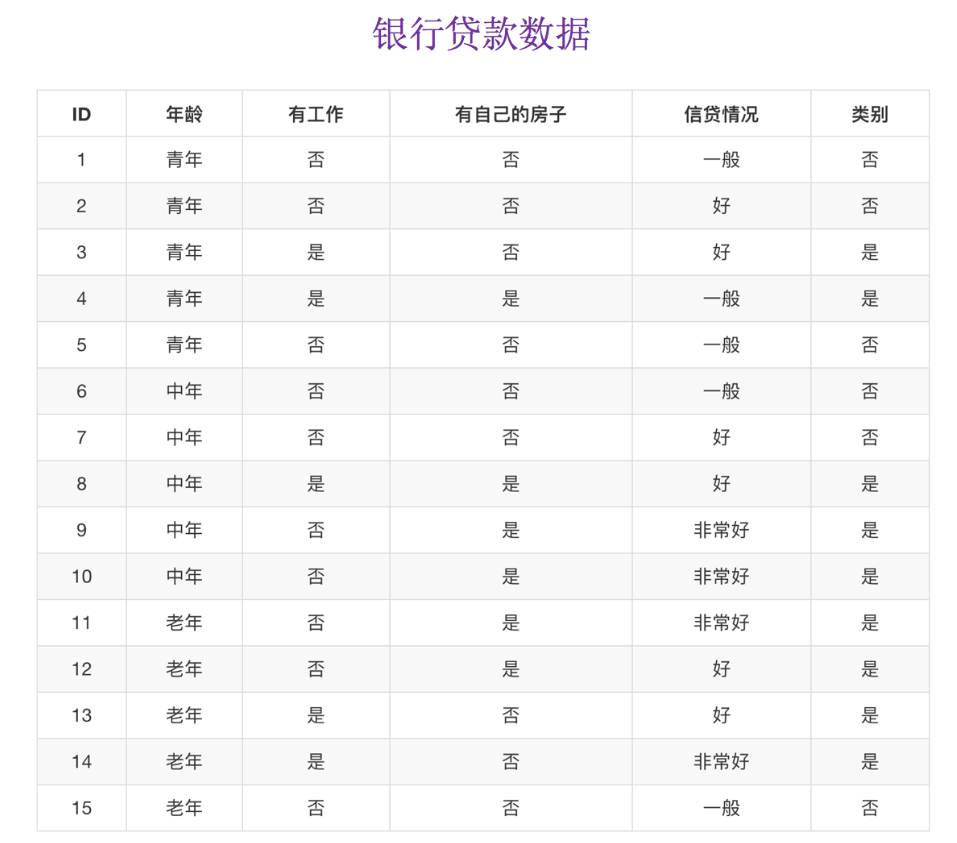 银行贷款数据
ID 年龄 有工作 有自己的房子 信贷情况 类别
1 青年 否 否 一般 否
2 青年 否 否 好 否
3 青年 是 否 好 是
4 青年 是 是 一般 是
5 青年 否 否 一般 否
6 中年 否 否 一般 否
7 中年 否 否 好 否
8 中年 是 是 好 是
9 中年 否 是 非常好 是
10 中年 否 是 非常好 是
11 老年 否 是 非常好 是
12 老年 否 是 好 是
13 老年 是 否 好 是
14 老年 是 否 非常好 是
15 老年 否 否 一般 否